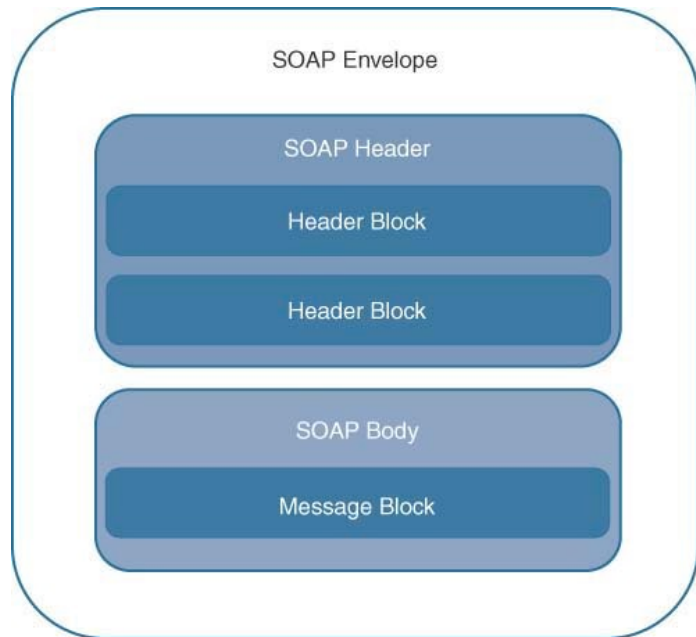 SOAP Envelope
SOAP Header
Header Block
Header Block
SOAP Body
Message Block